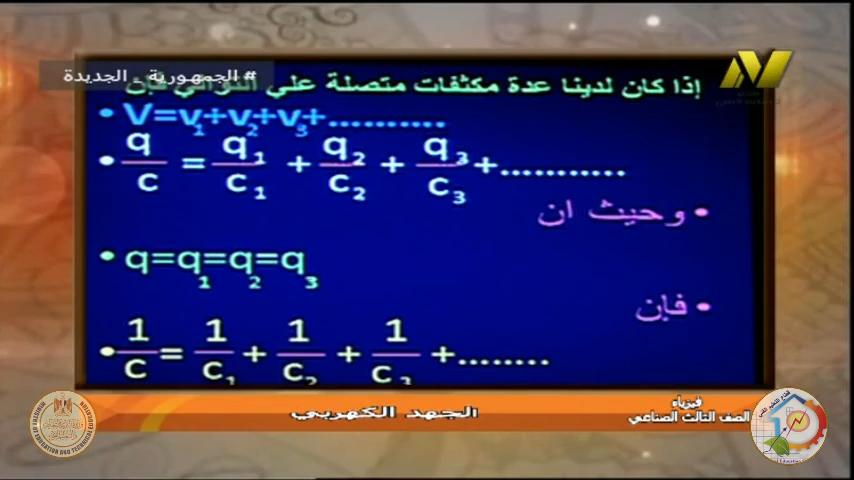 # الجمهورية _ الجديدة
إذا كان لدينا عدة مكثفات متصلة علي التوالي فإن
• V=v₁+v₂+v₃+..........
• q/c = q₁/c₁ + q₂/c₂ + q₃/c₃ +...........
• وحيث ان
• q=q₁=q₂=q₃
• فإن
• 1/c = 1/c₁ + 1/c₂ + 1/c₃ +........
فيزياء
الصف الثالث الصناعي
الجهد الكهربي